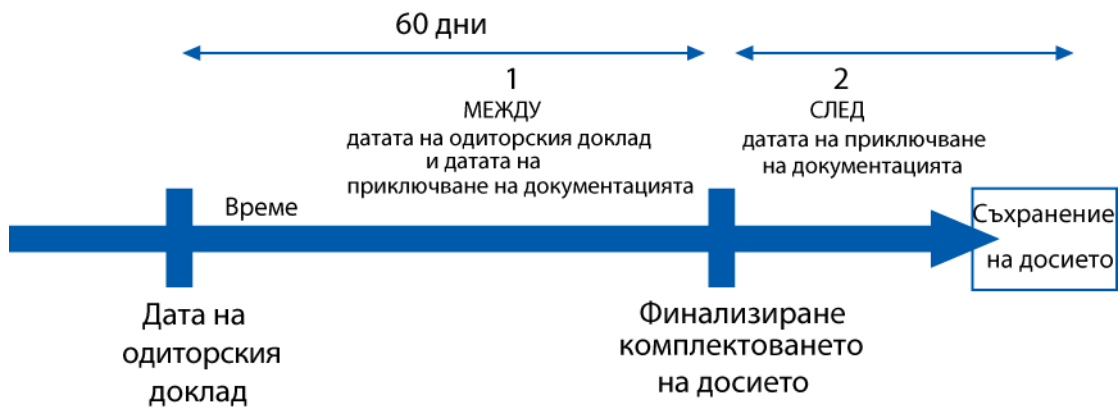 60 дни
1
МЕЖДУ
датата на одиторския доклад
и датата на
приключване на документацията
2
СЛЕД
датата на приключване
на документацията
Време
Съхранение
на досието
Дата на
одиторския
доклад
Финализиране
комплектоването
на досието